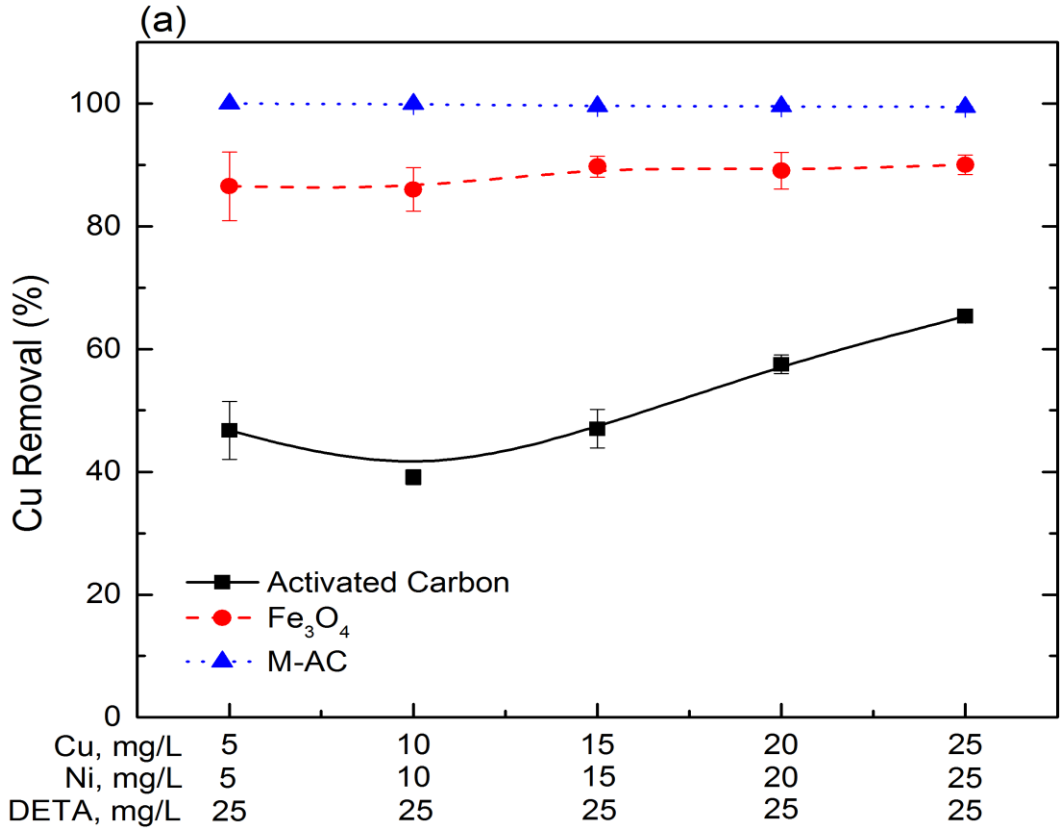 (a)
Cu Removal (%)
100
80
60
40
20
0
Activated Carbon
Fe₃O₄
M-AC
Cu, mg/L 5 10 15 20 25
Ni, mg/L 5 10 15 20 25
DETA, mg/L 25 25 25 25 25